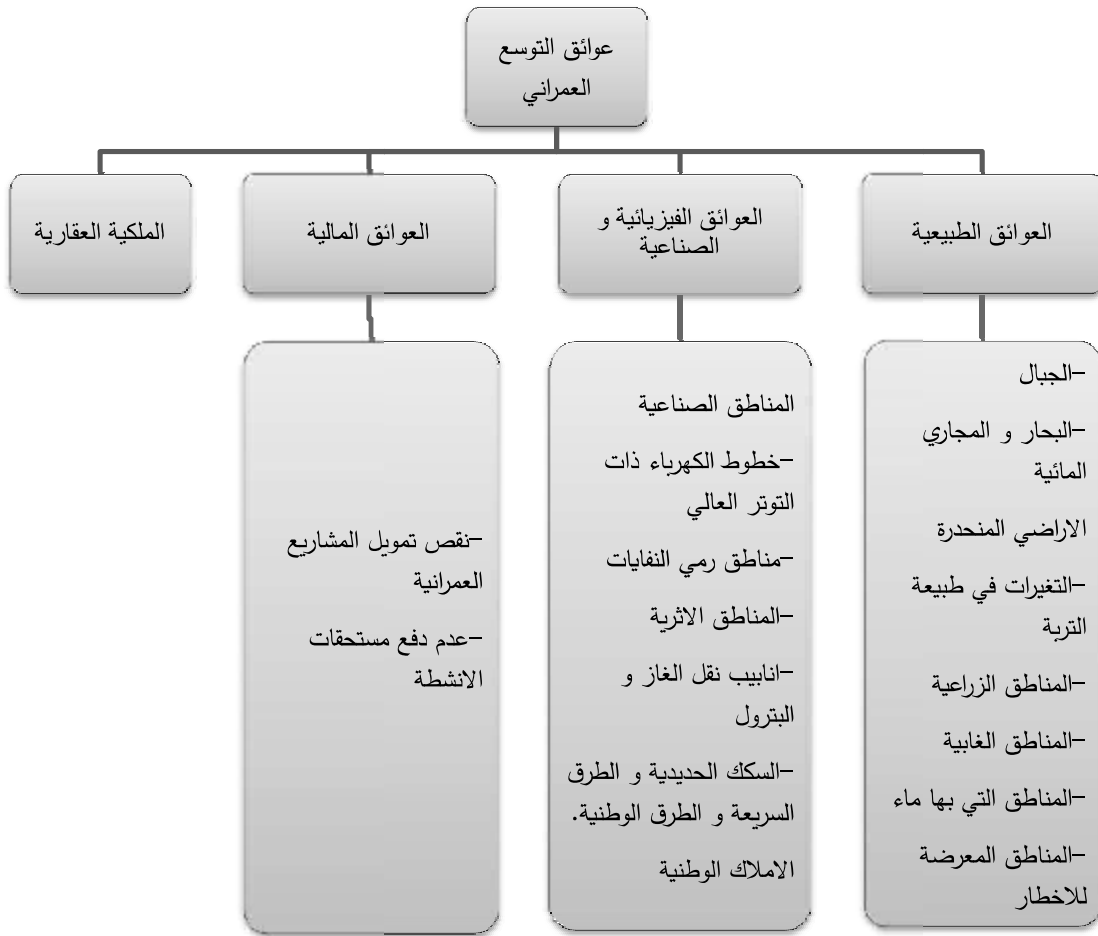 عوائق التوسع
العمراني
العوائق الطبيعية
العوائق الفيزيائية و
الصناعية
العوائق المالية
الملكية العقارية
-الجبال
-البحار و المجاري
المائية
الاراضي المنحدرة
-التغيرات في طبيعة
التربة
-المناطق الزراعية
-المناطق الغابية
-المناطق التي بها ماء
-المناطق المعرضة
للاخطار
المناطق الصناعية
-خطوط الكهرباء ذات
التوتر العالي
-مناطق رمي النفايات
-المناطق الاثرية
-انابيب نقل الغاز و
البترول
-السكك الحديدية و الطرق
السريعة و الطرق الوطنية.
الاملاك الوطنية
-نقص تمويل المشاريع
العمرانية
-عدم دفع مستحقات
الانشطة